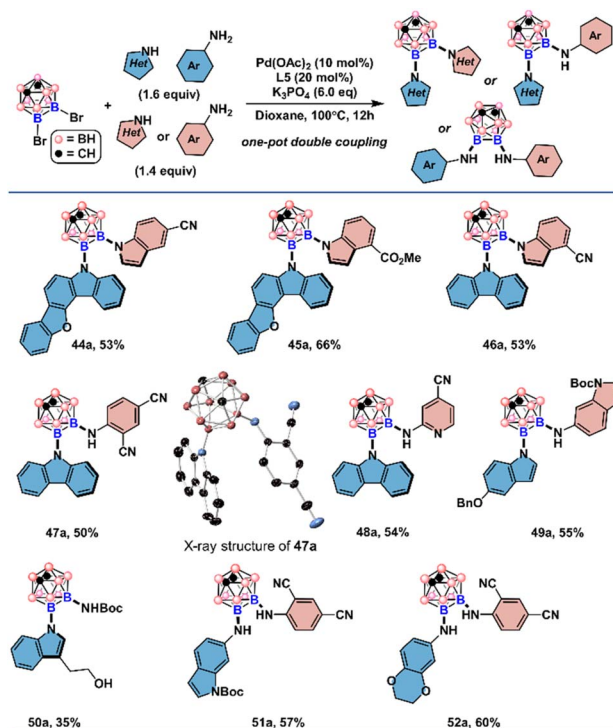 NH
Het
NH₂
Ar
(1.6 equiv)
Br
Br
+
= BH
= CH
NH
Het
or
NH₂
Ar
(1.4 equiv)
Pd(OAc)₂ (10 mol%)
L5 (20 mol%)
K₃PO₄ (6.0 eq)
Dioxane, 100°C, 12h
one-pot double coupling
B B N
Het
N
Het
or
B B N
H
Ar
N
Het
or
B B
Ar NH HN Ar
B B N
CN
N
O
44a, 53%
B B N
CO₂Me
N
O
45a, 66%
B B N
CN
N
46a, 53%
CN
B B N
H
CN
N
47a, 50%
X-ray structure of 47a
CN
B B N
H
N
N
48a, 54%
BocN
B B N
H
N
BnO
49a, 55%
B B
NHBoc
N
OH
50a, 35%
NC
B B
HN
CN
NH
NBoc
51a, 57%
NC
B B
HN
CN
NH
O
O
52a, 60%